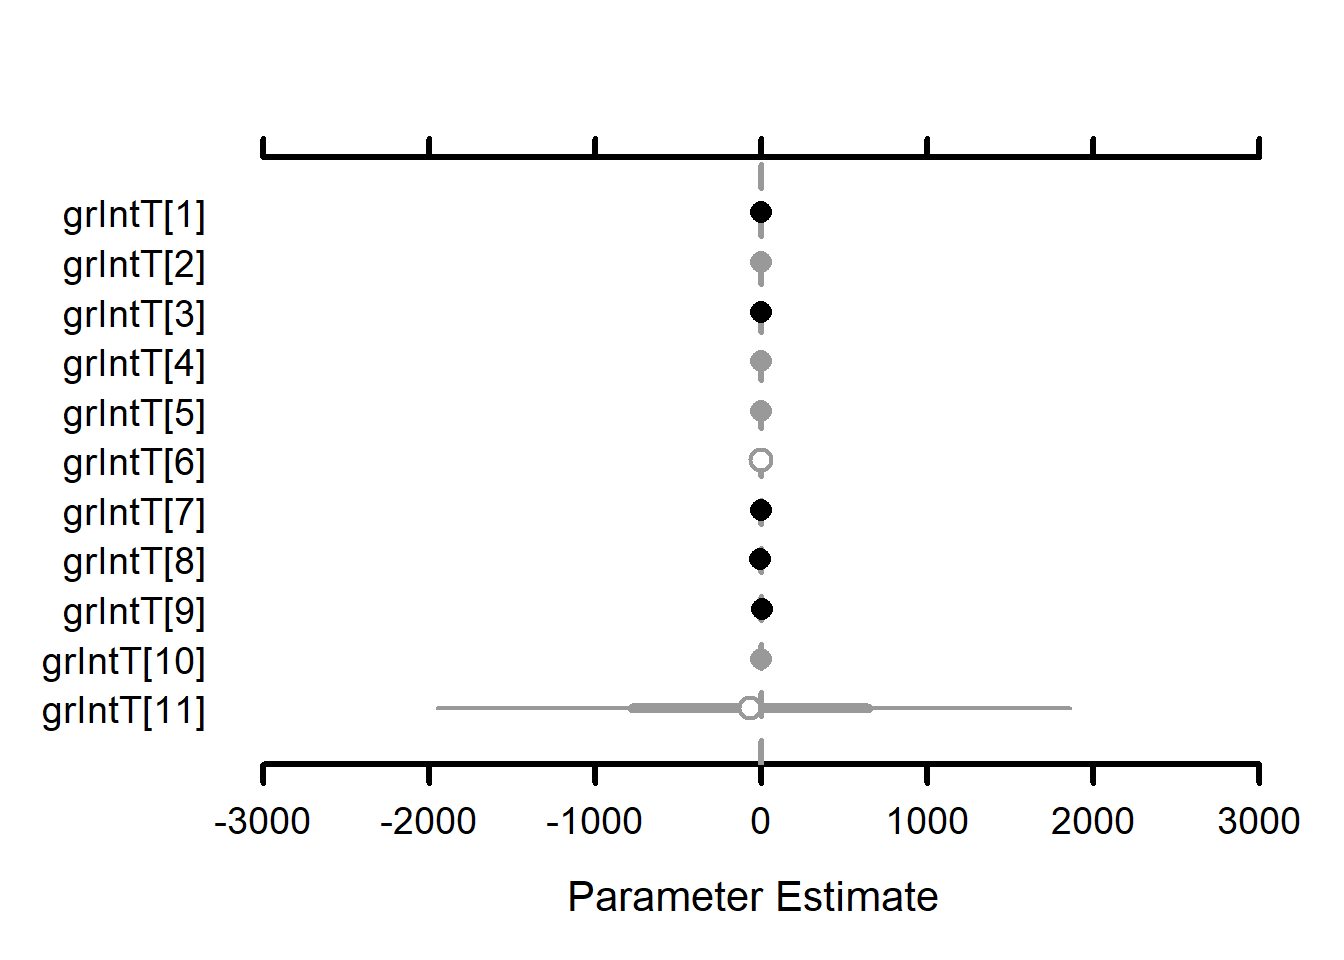 grIntT[1]
grIntT[2]
grIntT[3]
grIntT[4]
grIntT[5]
grIntT[6]
grIntT[7]
grIntT[8]
grIntT[9]
grIntT[10]
grIntT[11]
-3000 -2000 -1000 0 1000 2000 3000
Parameter Estimate